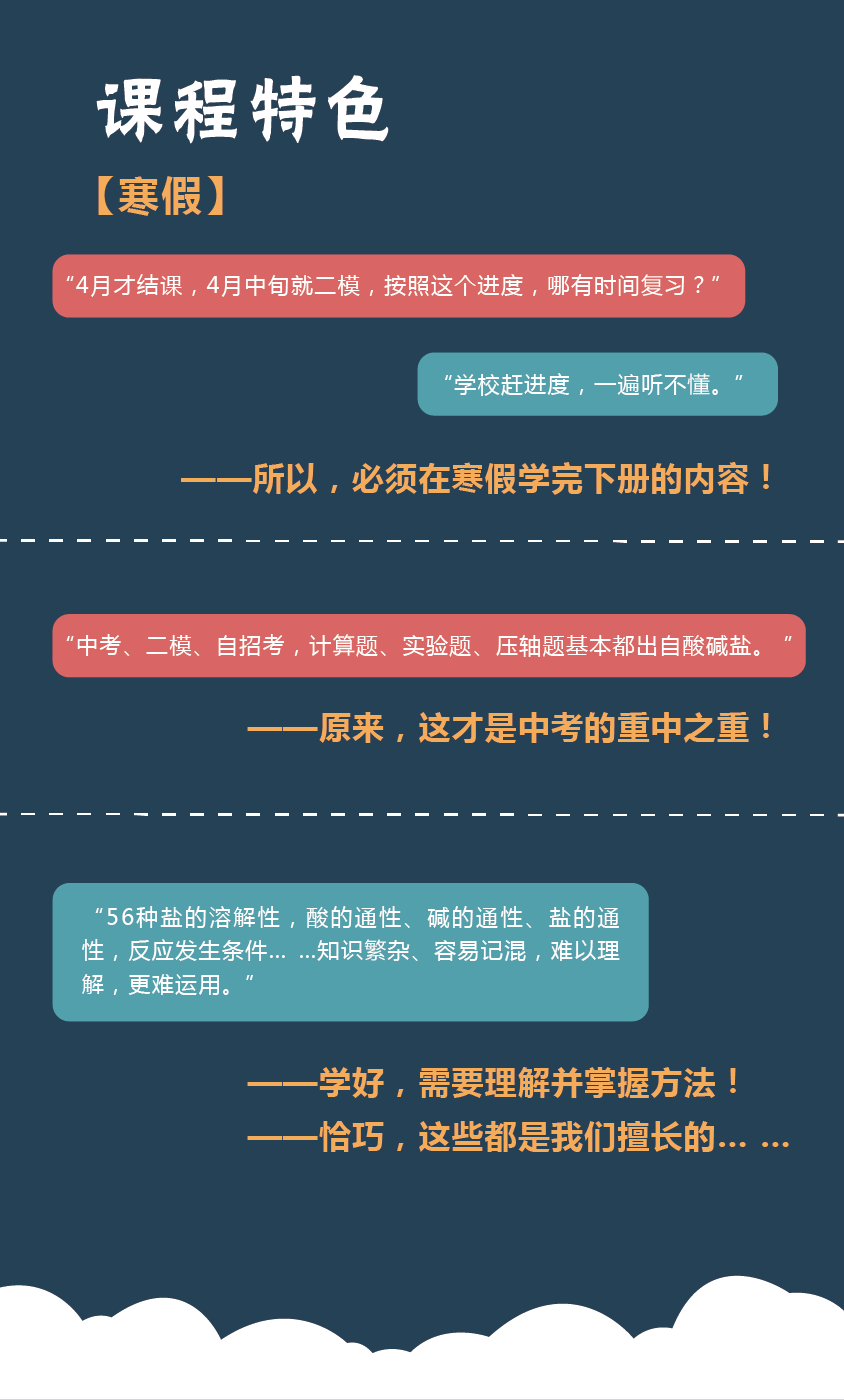 课程特色
【寒假】
“4月才结课，4月中旬就二模，按照这个进度，哪有时间复习？”
“学校赶进度，一遍听不懂。”
——所以，必须在寒假学完下册的内容！
“中考、二模、自招考，计算题、实验题、压轴题基本都出自酸碱盐。”
——原来，这才是中考的重中之重！
“56种盐的溶解性，酸的通性、碱的通性、盐的通
性，反应发生条件... ...知识繁杂、容易记混，难以理
解，更难运用。”
——学好，需要理解并掌握方法！
——恰巧，这些都是我们擅长的... ...